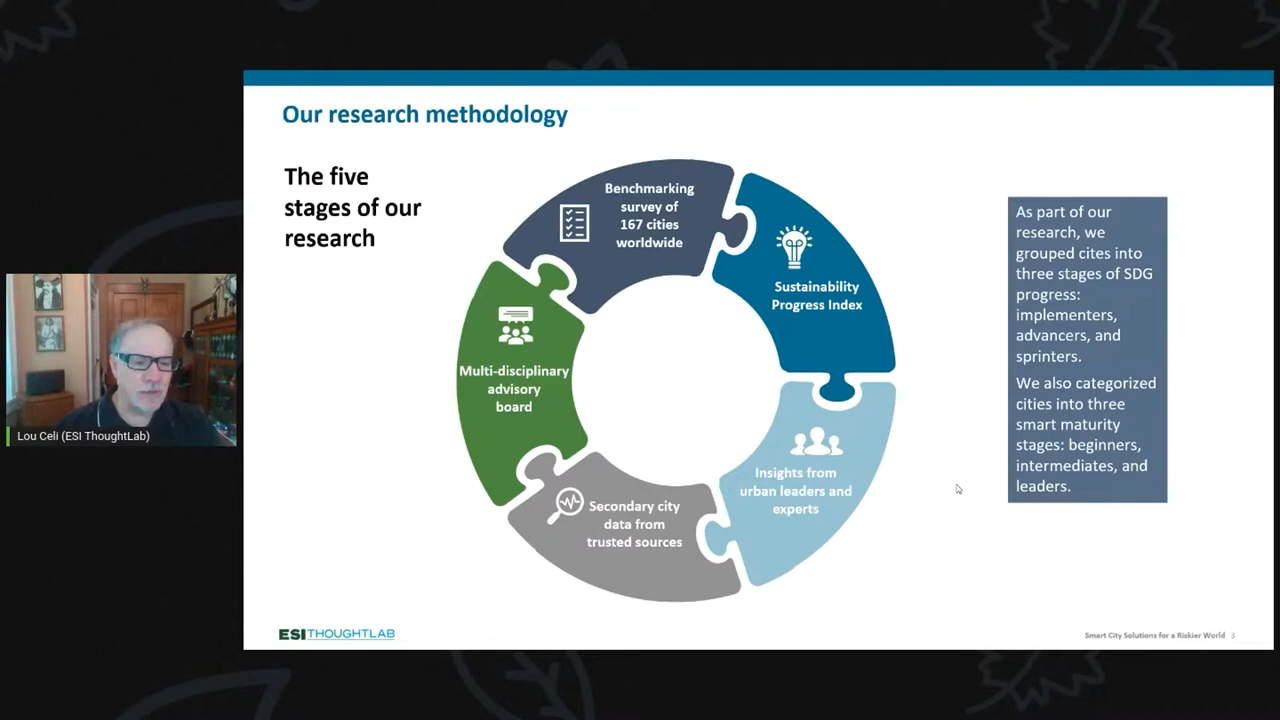 Our research methodology
The five
stages of our
research
Benchmarking
survey of
167 cities
worldwide
Sustainability
Progress Index
Insights from
urban leaders and
experts
Secondary city
data from
trusted sources
Multi-disciplinary
advisory
board
As part of our
research, we
grouped cites into
three stages of SDG
progress:
implementers,
advancers, and
sprinters.
We also categorized
cities into three
smart maturity
stages: beginners,
intermediates, and
leaders.
Lou Celi (ESI ThoughtLab)
ESI THOUGHTLAB
Smart City Solutions for a Riskier World 3